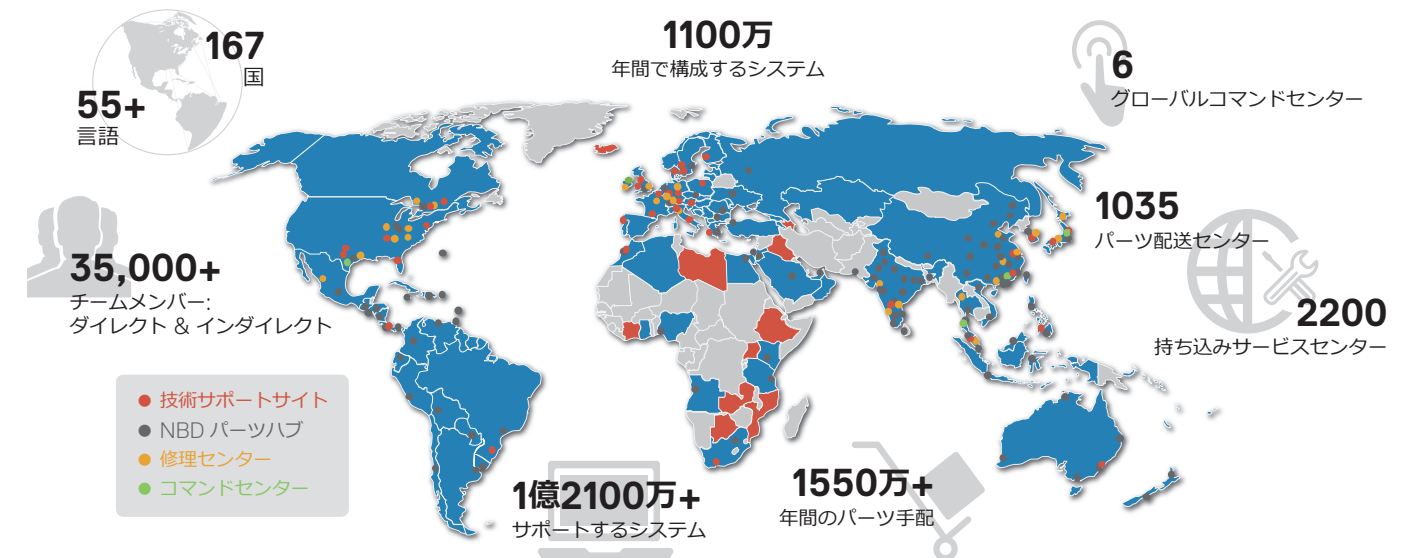 167
国
55+
言語
1100万
年間で構成するシステム
6
グローバルコマンドセンター
35,000+
チームメンバー:
ダイレクト & インダイレクト
1035
パーツ配送センター
2200
持ち込みサービスセンター
技術サポートサイト
NBD パーツハブ
修理センター
コマンドセンター
1億2100万+
サポートするシステム
1550万+
年間のパーツ手配